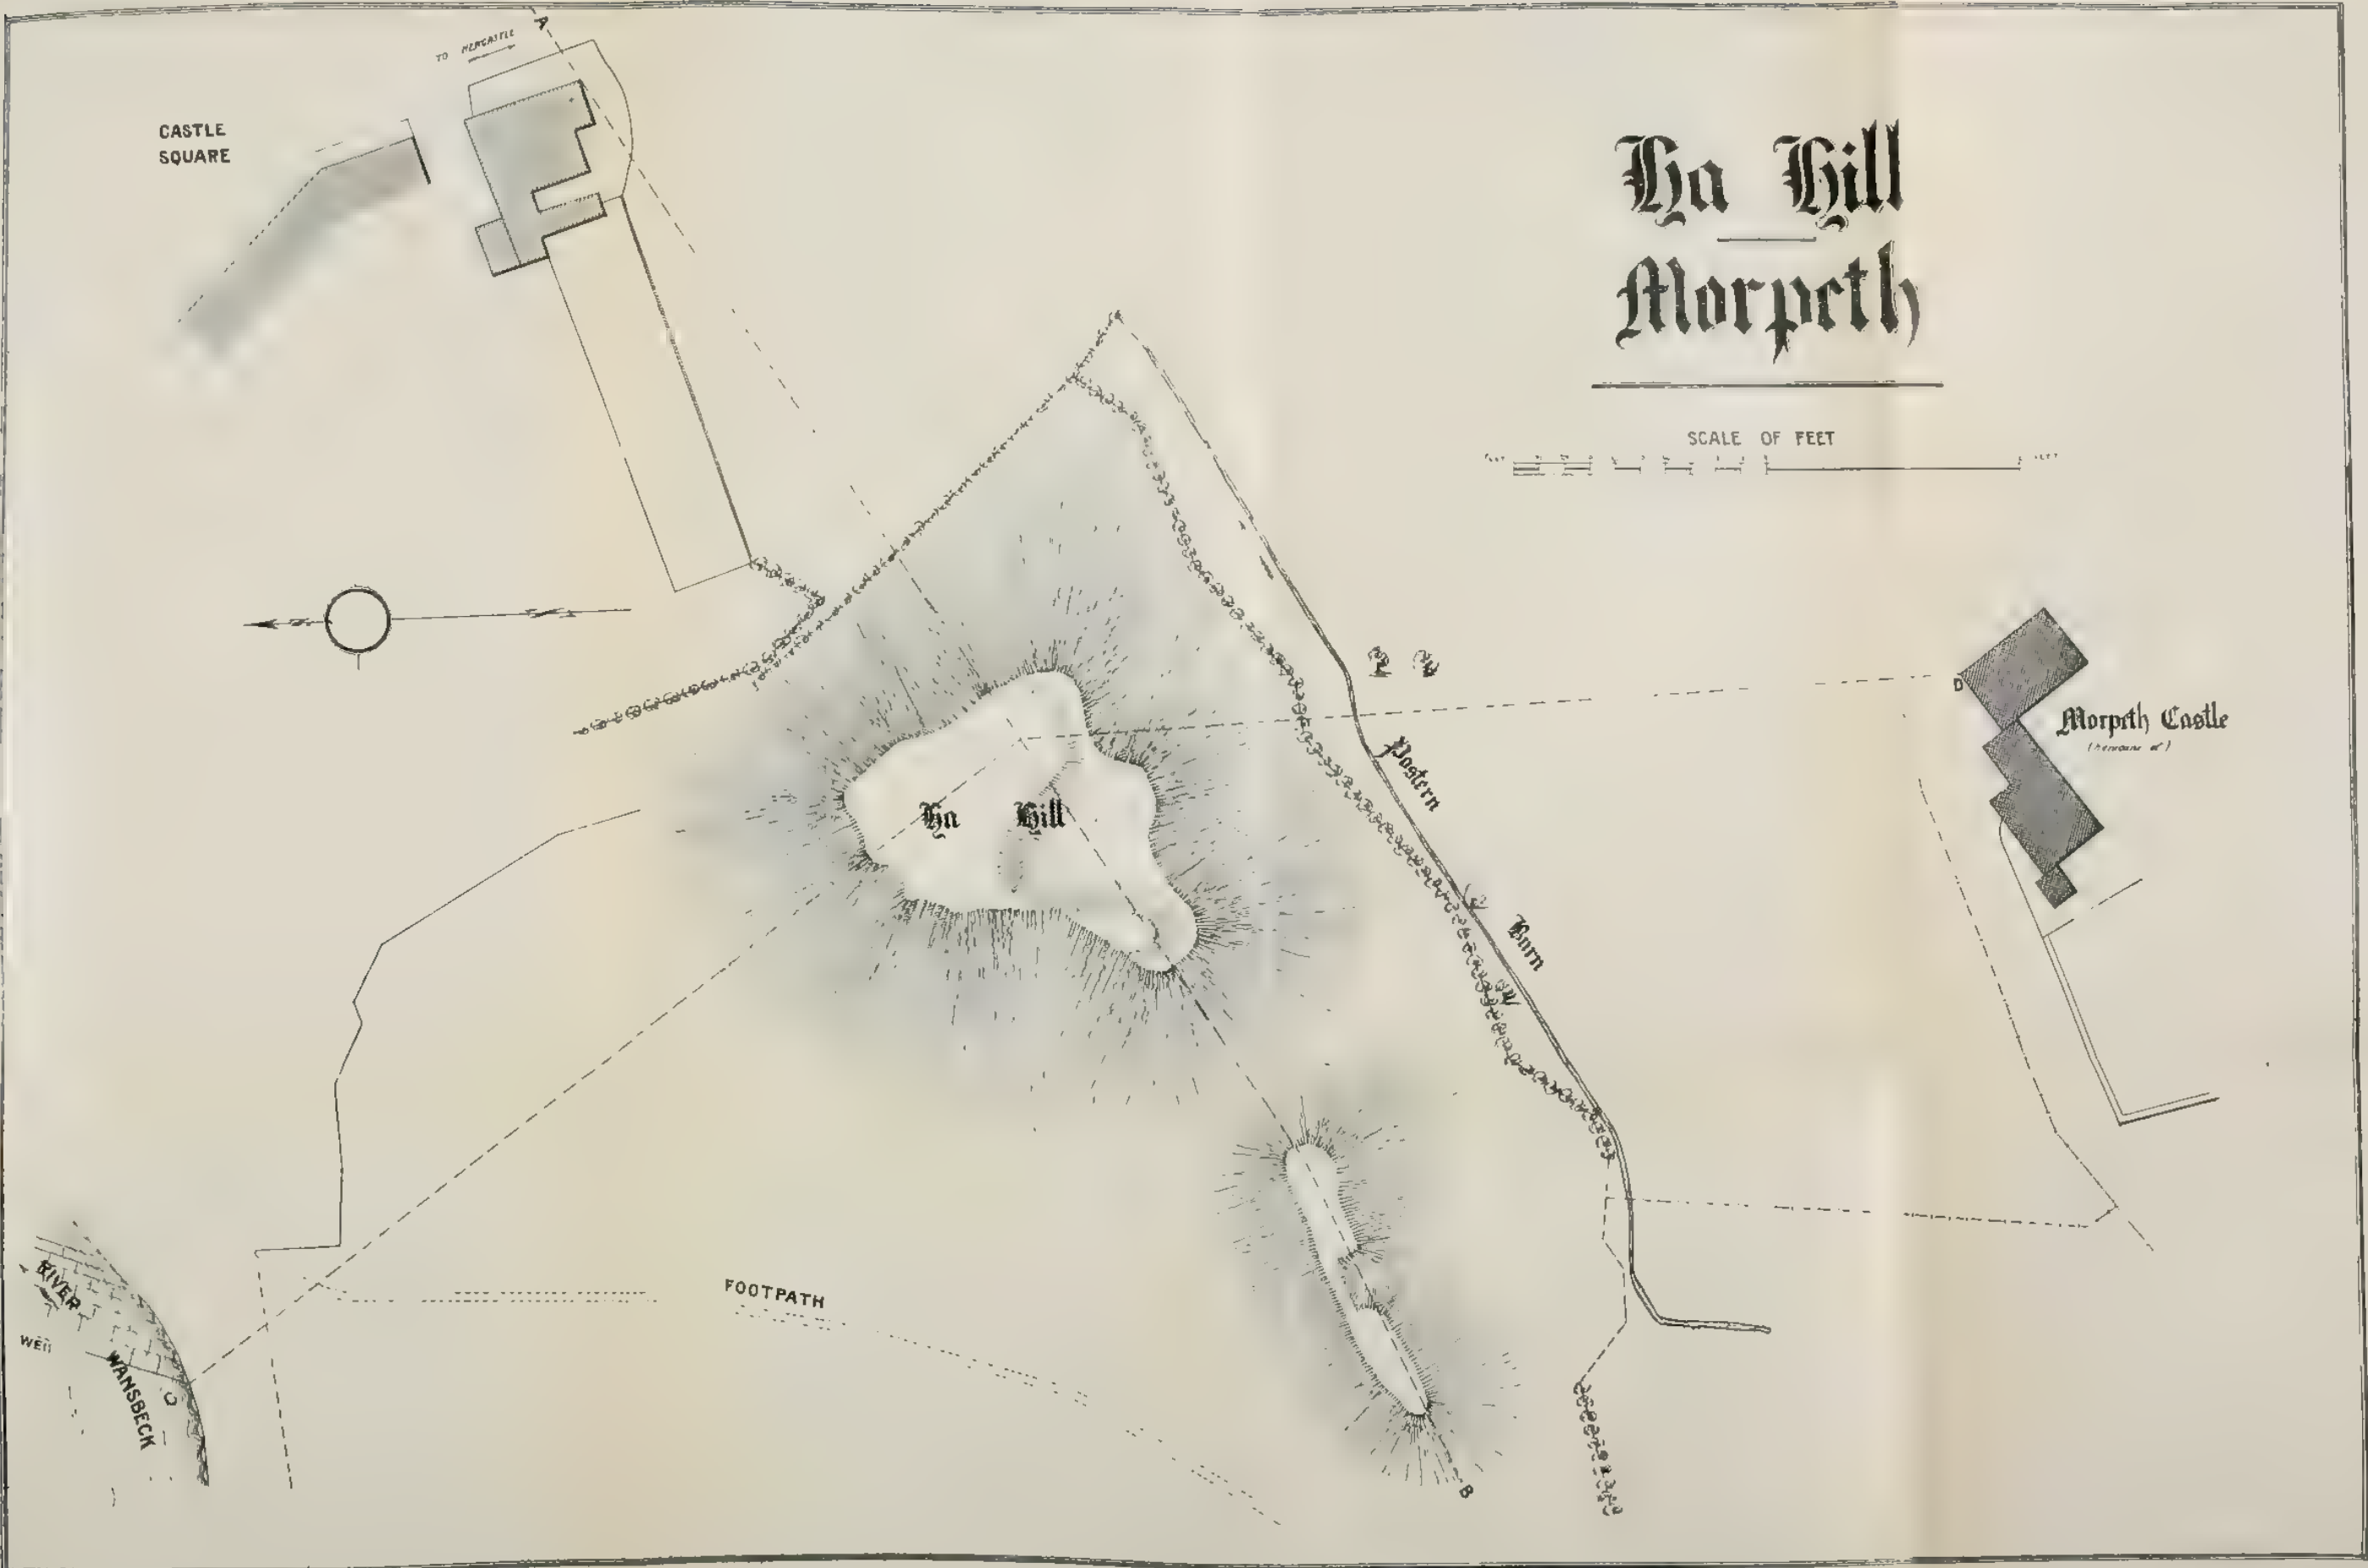 A
TO NEWCASTLE
CASTLE
SQUARE
Ha Hill
Morpeth
SCALE OF FEET
D
Morpeth Castle
Postern
Ha Hill
Burn
RIVER
FOOTPATH
WEIR
WANSBECK
C
B